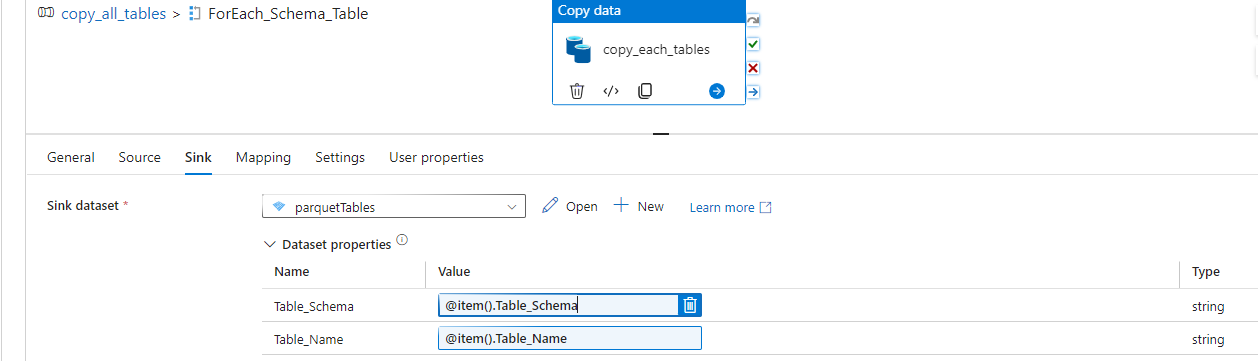 copy_all_tables > ForEach_Schema_Table
Copy data
copy_each_tables
General Source Sink Mapping Settings User properties
Sink dataset * parquetTables Open New Learn more
Dataset properties
Name Value Type
Table_Schema @item().Table_Schema string
Table_Name @item().Table_Name string